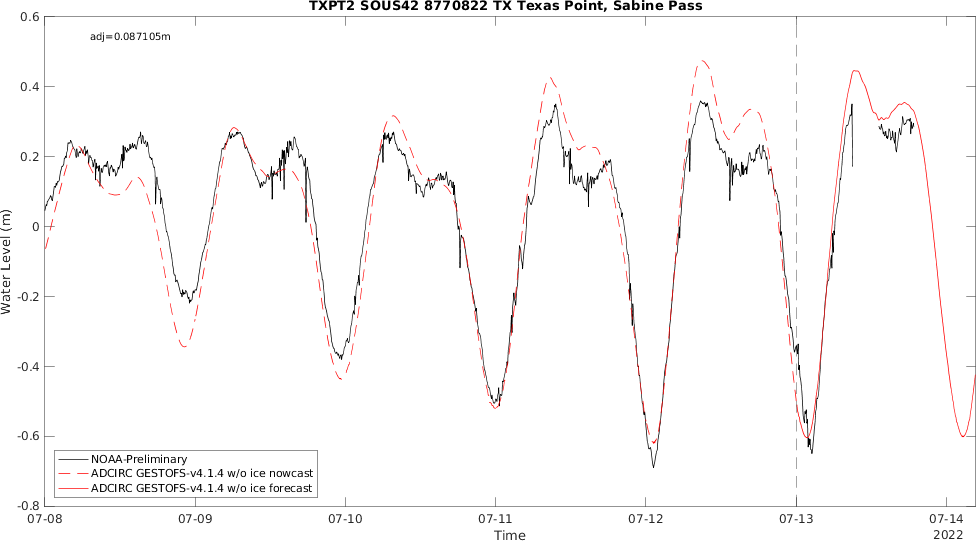 TXPT2 SOUS42 8770822 TX Texas Point, Sabine Pass
adj=0.087105m
0.6
0.4
0.2
0
-0.2
-0.4
-0.6
-0.8
Water Level (m)
NOAA-Preliminary
ADCIRC GESTOFS-v4.1.4 w/o ice nowcast
ADCIRC GESTOFS-v4.1.4 w/o ice forecast
07-08 07-09 07-10 07-11 07-12 07-13 07-14
Time
2022